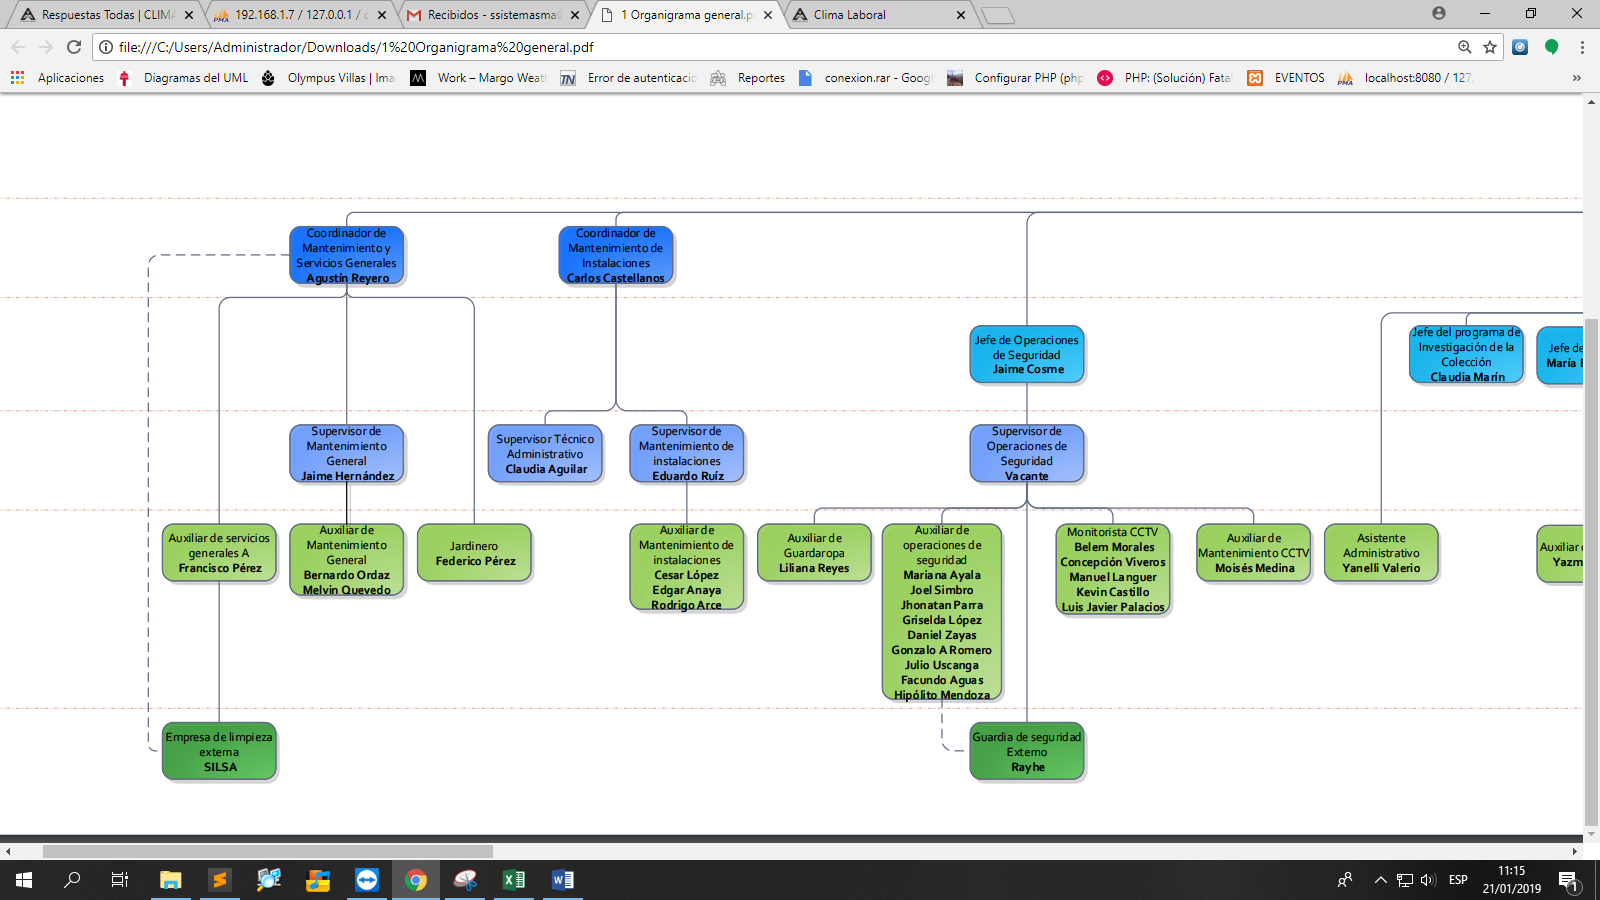 Respuestas Todas | CLIMA
192.168.1.7 / 127.0.0.1 / c
Recibidos - ssistemasma
1 Organigrama general.p
Clima Laboral
file:///C:/Users/Administrador/Downloads/1%20Organigrama%20general.pdf
Aplicaciones
Diagramas del UML
Olympus Villas | Ima
Work – Margo Weat
Error de autenticacio
Reportes
conexion.rar - Googl
Configurar PHP (php
PHP: (Solución) Fatal
EVENTOS
localhost:8080 / 127.
»
Coordinador de
Mantenimiento y
Servicios Generales
Agustín Reyero
Coordinador de
Mantenimiento de
Instalaciones
Carlos Castellanos
Jefe de Operaciones
de Seguridad
Jaime Cosme
Jefe del programa de
Investigación de la
Colección
Claudia Marín
Jefe de
María
Supervisor de
Mantenimiento
General
Jaime Hernández
Supervisor Técnico
Administrativo
Claudia Aguilar
Supervisor de
Mantenimiento de
instalaciones
Eduardo Ruíz
Supervisor de
Operaciones de
Seguridad
Vacante
Auxiliar de servicios
generales A
Francisco Pérez
Auxiliar de
Mantenimiento
General
Bernardo Ordaz
Melvin Quevedo
Jardinero
Federico Pérez
Auxiliar de
Mantenimiento de
instalaciones
Cesar López
Edgar Anaya
Rodrigo Arce
Auxiliar de
Guardaropa
Liliana Reyes
Auxiliar de
operaciones de
seguridad
Mariana Ayala
Joel Simbro
Jhonatan Parra
Griselda López
Daniel Zayas
Gonzalo A Romero
Julio Uscanga
Facundo Aguas
Hipólito Mendoza
Monitorista CCTV
Belem Morales
Concepción Viveros
Manuel Languer
Kevin Castillo
Luis Javier Palacios
Auxiliar de
Mantenimiento CCTV
Moisés Medina
Asistente
Administrativo
Yanelli Valerio
Auxiliar
Yazm
Empresa de limpieza
externa
SILSA
Guardia de seguridad
Externo
Rayhe
ESP
11:15
21/01/2019
1